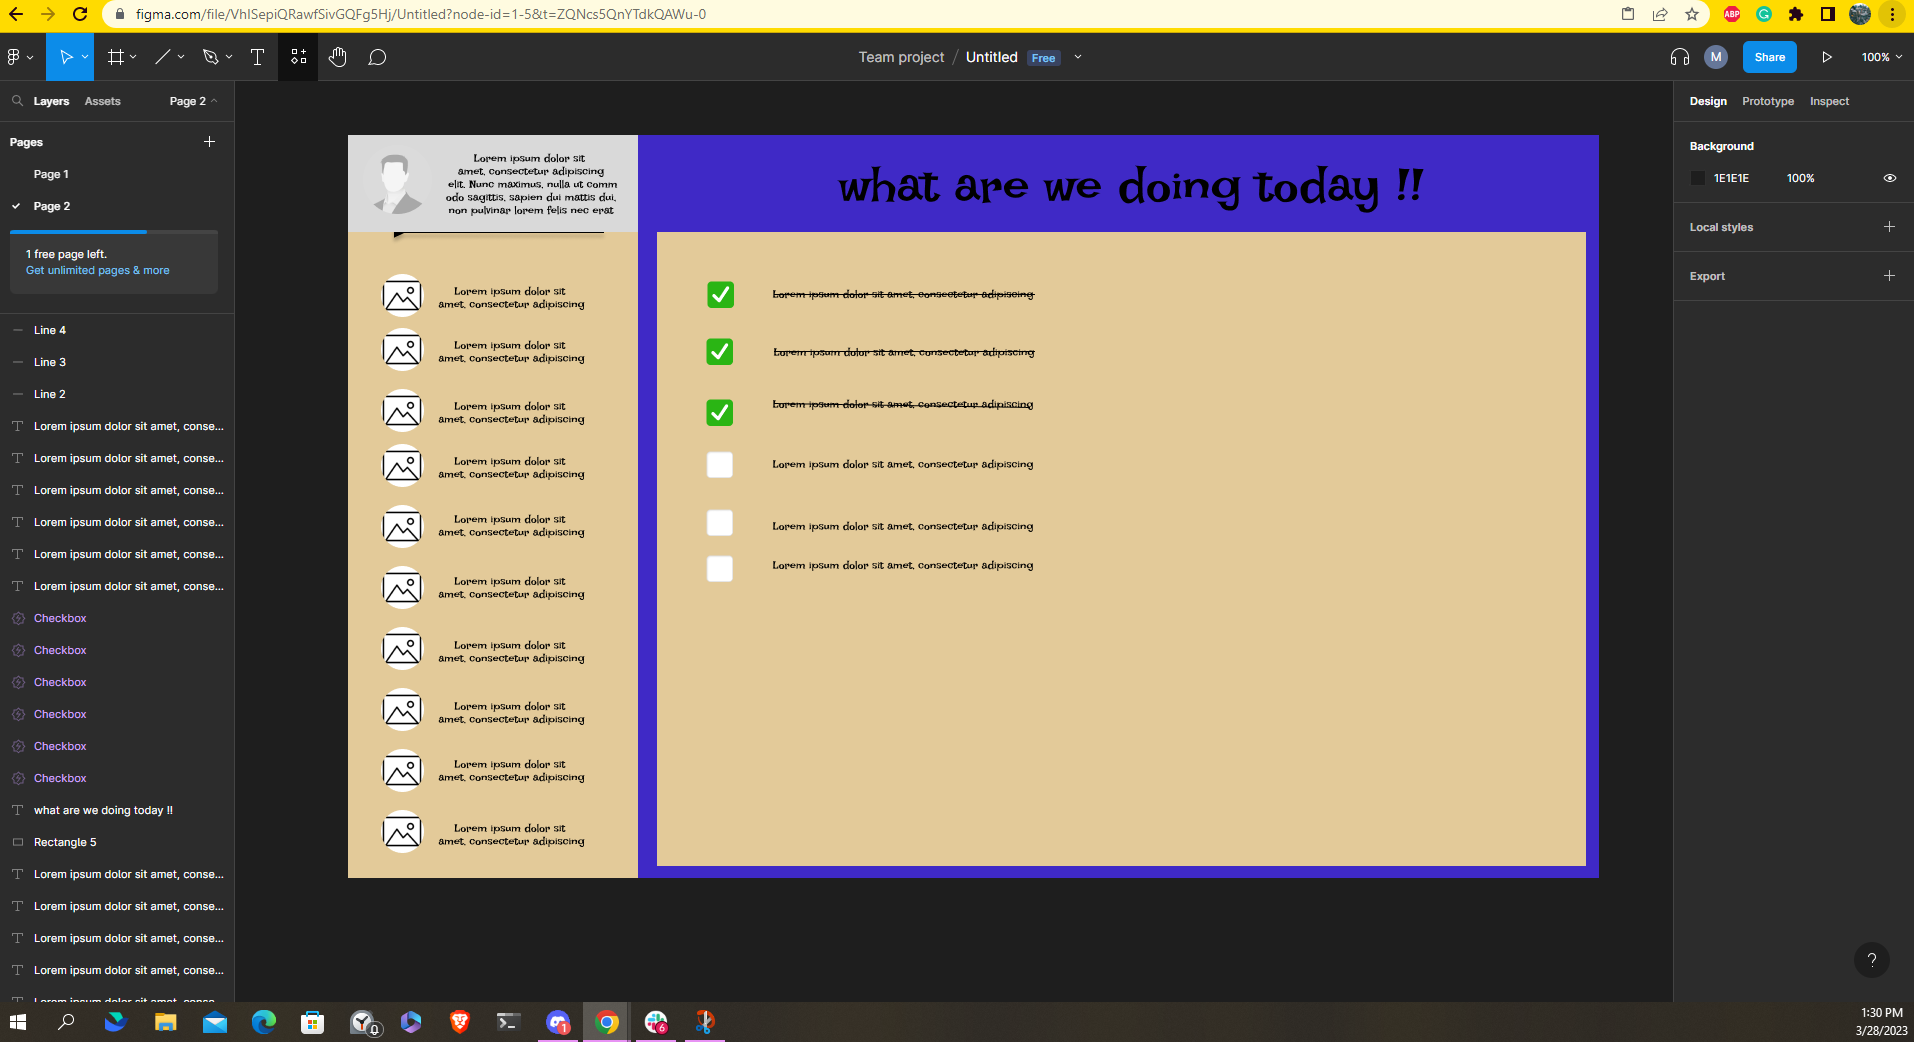 figma.com/file/VhlSepiQRawfSivGQFg5Hj/Untitled?node-id=1-5&t=ZQNcs5QnYTdkQAWu-0
ABP
G
Team project / Untitled Free
M
Share
100%
Layers Assets Page 2
Design Prototype Inspect
Pages
Page 1
Page 2
1 free page left.
Get unlimited pages & more
Line 4
Line 3
Line 2
Lorem ipsum dolor sit amet, conse...
Lorem ipsum dolor sit amet, conse...
Lorem ipsum dolor sit amet, conse...
Lorem ipsum dolor sit amet, conse...
Lorem ipsum dolor sit amet, conse...
Lorem ipsum dolor sit amet, conse...
Checkbox
Checkbox
Checkbox
Checkbox
Checkbox
Checkbox
what are we doing today !!
Rectangle 5
Lorem ipsum dolor sit amet, conse...
Lorem ipsum dolor sit amet, conse...
Lorem ipsum dolor sit amet, conse...
Lorem ipsum dolor sit amet, conse...
Lorem ipsum dolor sit amet, conse...
Lorem ipsum dolor sit
amet, consectetur adipiscing
elit. Nunc maximus, nulla ut comm
odo sagittis, sapien dui mattis dui,
non pulvinar lorem felis nec erat
Lorem ipsum dolor sit
amet, consectetur adipiscing
Lorem ipsum dolor sit
amet, consectetur adipiscing
Lorem ipsum dolor sit
amet, consectetur adipiscing
Lorem ipsum dolor sit
amet, consectetur adipiscing
Lorem ipsum dolor sit
amet, consectetur adipiscing
Lorem ipsum dolor sit
amet, consectetur adipiscing
Lorem ipsum dolor sit
amet, consectetur adipiscing
Lorem ipsum dolor sit
amet, consectetur adipiscing
Lorem ipsum dolor sit
amet, consectetur adipiscing
Lorem ipsum dolor sit
amet, consectetur adipiscing
what are we doing today !!
Lorem ipsum dolor sit amet, consectetur adipiscing
Lorem ipsum dolor sit amet, consectetur adipiscing
Lorem ipsum dolor sit amet, consectetur adipiscing
Lorem ipsum dolor sit amet, consectetur adipiscing
Lorem ipsum dolor sit amet, consectetur adipiscing
Lorem ipsum dolor sit amet, consectetur adipiscing
Background
1E1E1E 100%
Local styles
Export
?
0
1
6
1:30 PM
3/28/2023